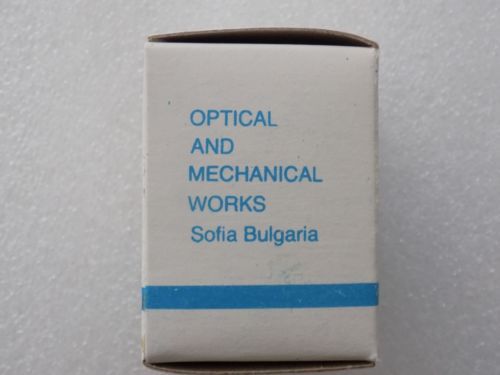 OPTICAL
AND
MECHANICAL
WORKS
Sofia Bulgaria